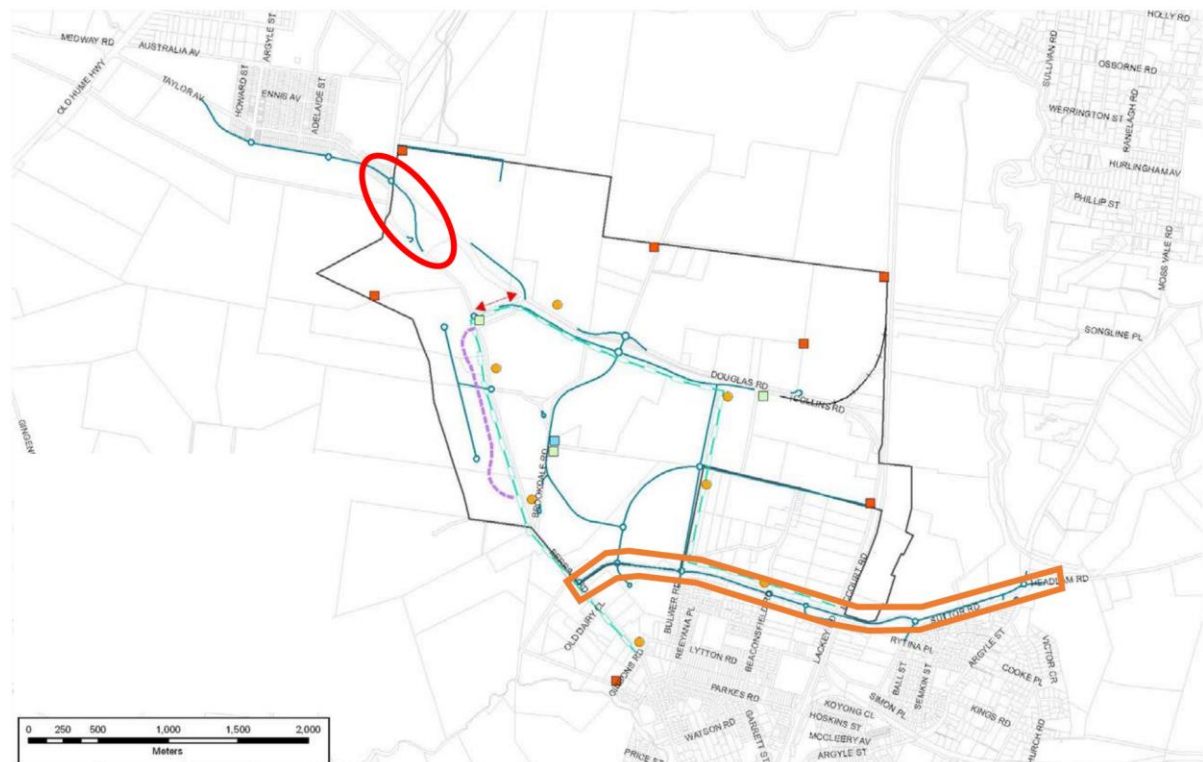 HOLLY RD
MEDWAY RD
AUSTRALIA AV
ARGYLE ST
SULLIVAN RD
OSBORNE RD
OLD HUME HWY
TAYLOR AV
HOWARD ST
ENNIS AV
ADELAIDE ST
WERRINGTON ST
RANELAGH RD
HURLINGHAM AV
PHILLIP ST
MOSS VALE RD
SONGLINE PL
DOUGLAS RD
COLLINS RD
BROOKDALE RD
HEADLAM RD
SUTTOR RD
OLD DAIRY CL
BULWER RD
REEYANA PL
LYTTON RD
LACKEY RD
RYTINA PL
ARGYLE ST
VICTOR CR
COOKE PL
GIBBONS RD
PARKES RD
BALL ST
SEMKIN ST
SIMON PL
KINGS RD
KOYONG CL
HOSKINS ST
MCCLEERY AV
ARGYLE ST
WATSON RD
GARRETT ST
PRICE ST
0 250 500 1,000 1,500 2,000
Meters